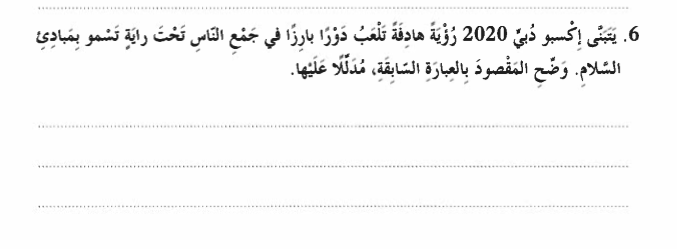 6. يَتَبَنَّى إِكْسبو دُبيّ 2020 رُؤْيَةً هادِفَةً تَلْعَبُ دَوْرًا بارِزًا في جَمْعِ النّاسِ تَحْتَ رايَةٍ تَسْمو بِمَبادِئِ
السَّلامِ. وَضِّحِ المَقْصودَ بِالعِبارَةِ السّابِقَةِ، مُدَلِّلًا عَلَيْها.